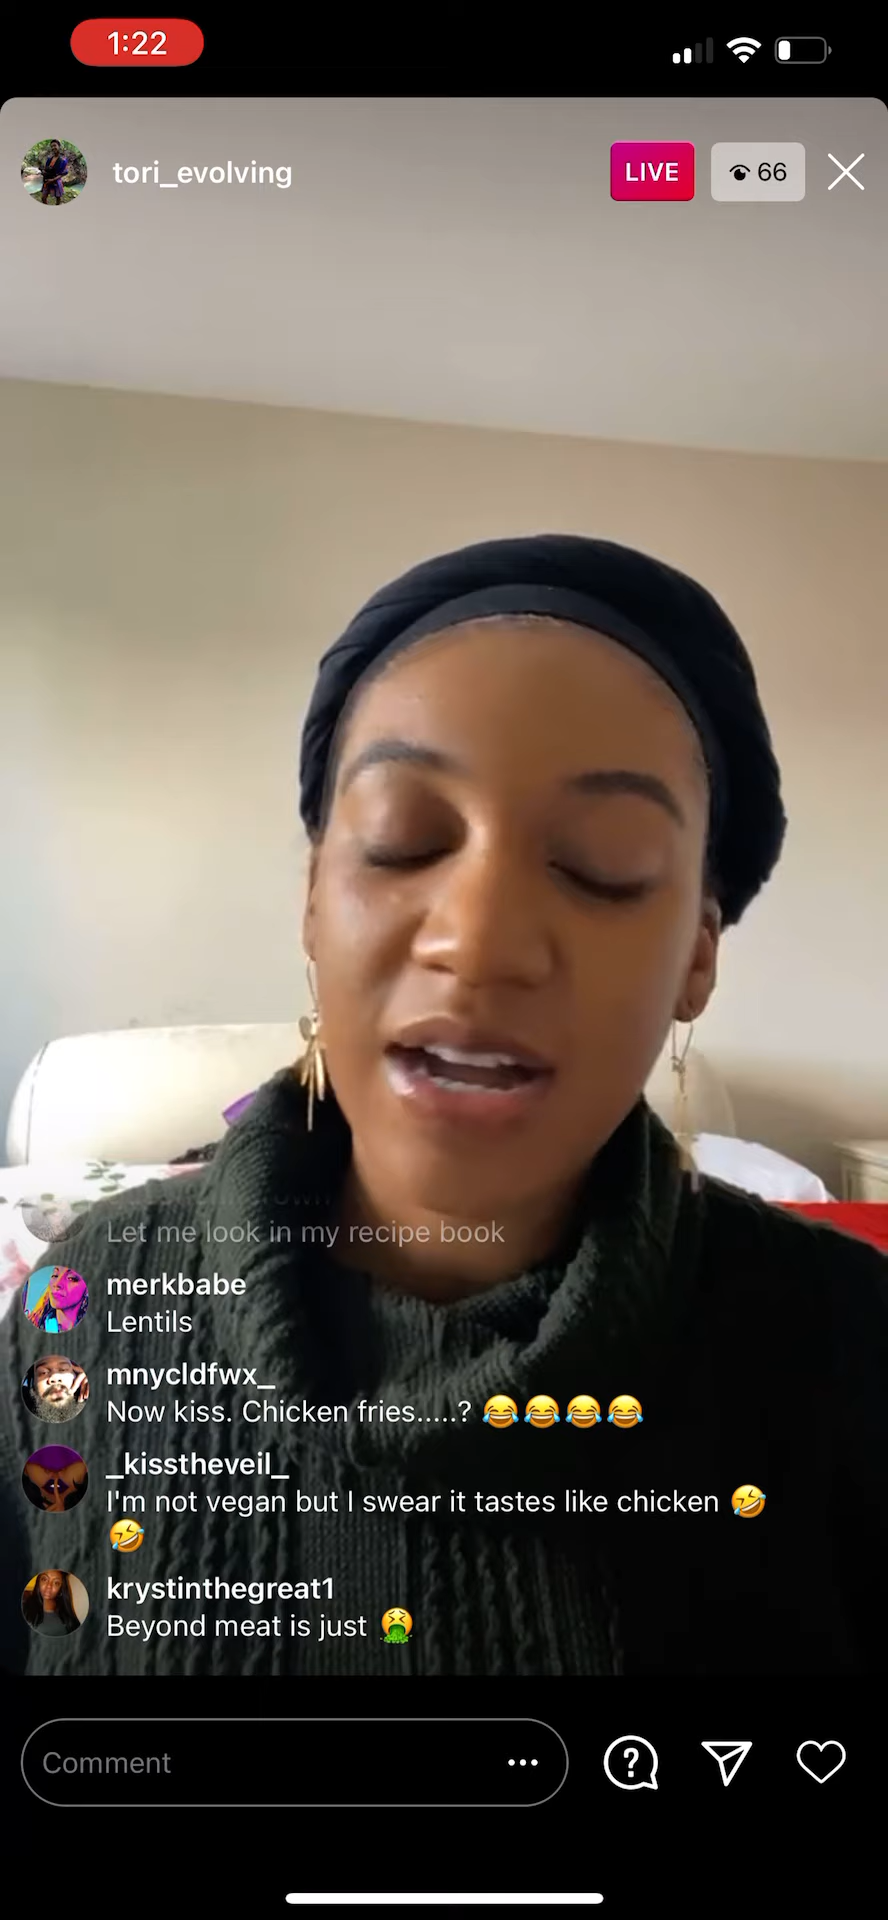 1:22
tori_evolving
LIVE
66
Let me look in my recipe book
merkbabe
Lentils
mnycldfwx_
Now kiss. Chicken fries.....? 😂😂😂😂
_kisstheveil_
I'm not vegan but I swear it tastes like chicken 🤣
🤣
krystinthegreat1
Beyond meat is just 🤮
Comment